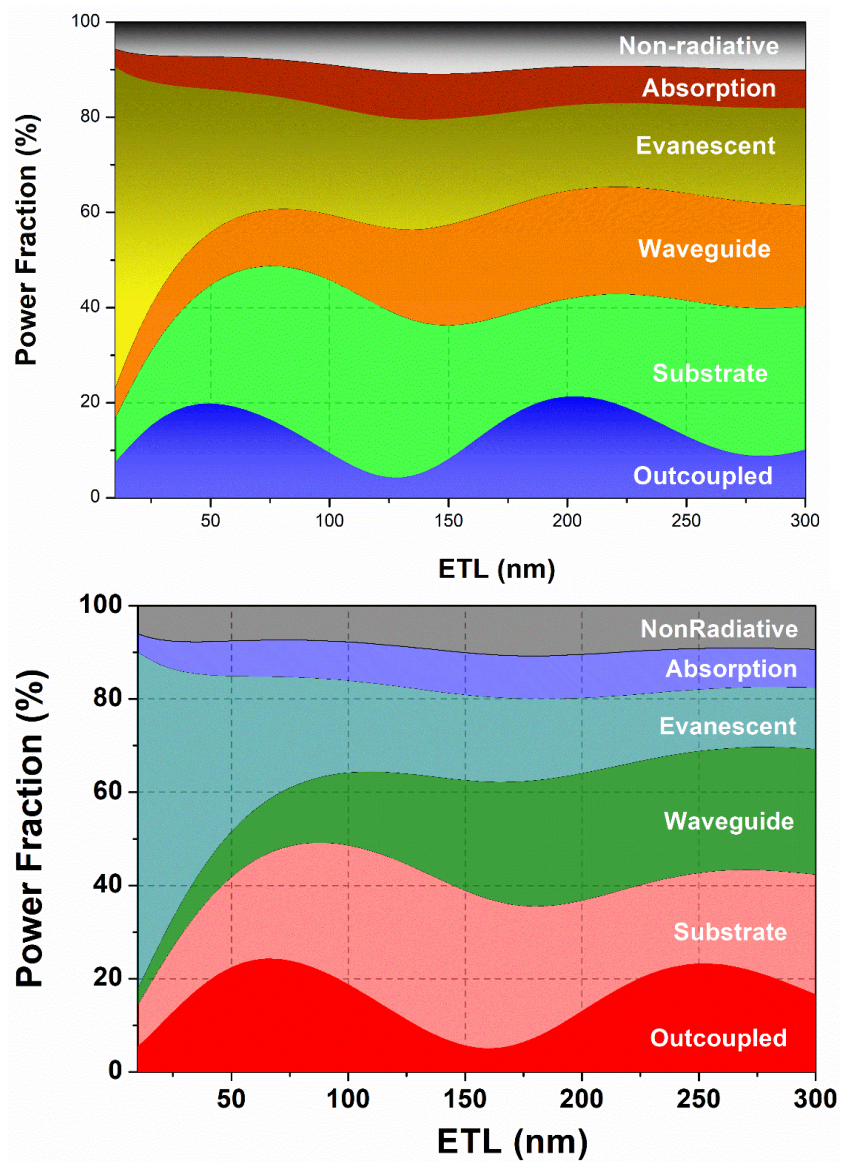 100
80
60
40
20
0
Power Fraction (%)
Non-radiative
Absorption
Evanescent
Waveguide
Substrate
Outcoupled
50 100 150 200 250 300
ETL (nm)
100
80
60
40
20
0
Power Fraction (%)
NonRadiative
Absorption
Evanescent
Waveguide
Substrate
Outcoupled
50 100 150 200 250 300
ETL (nm)